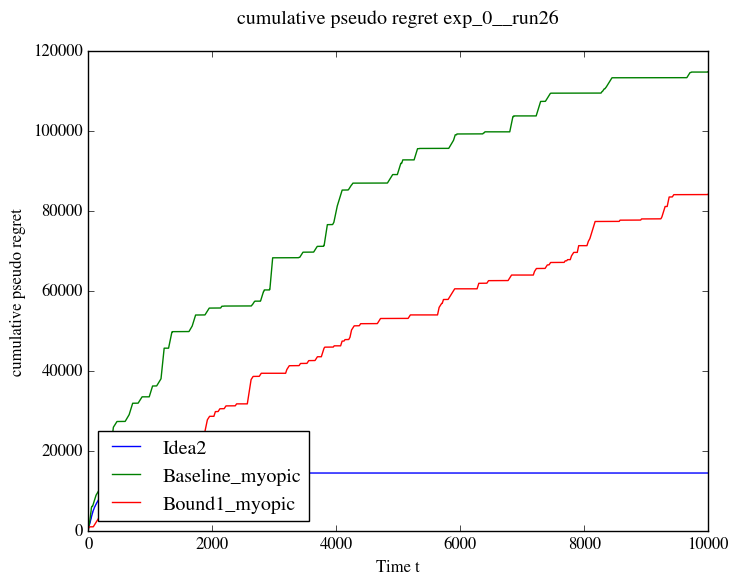 cumulative pseudo regret exp_0__run26
120000
100000
80000
60000
40000
20000
0
cumulative pseudo regret
Idea2
Baseline_myopic
Bound1_myopic
0 2000 4000 6000 8000 10000
Time t